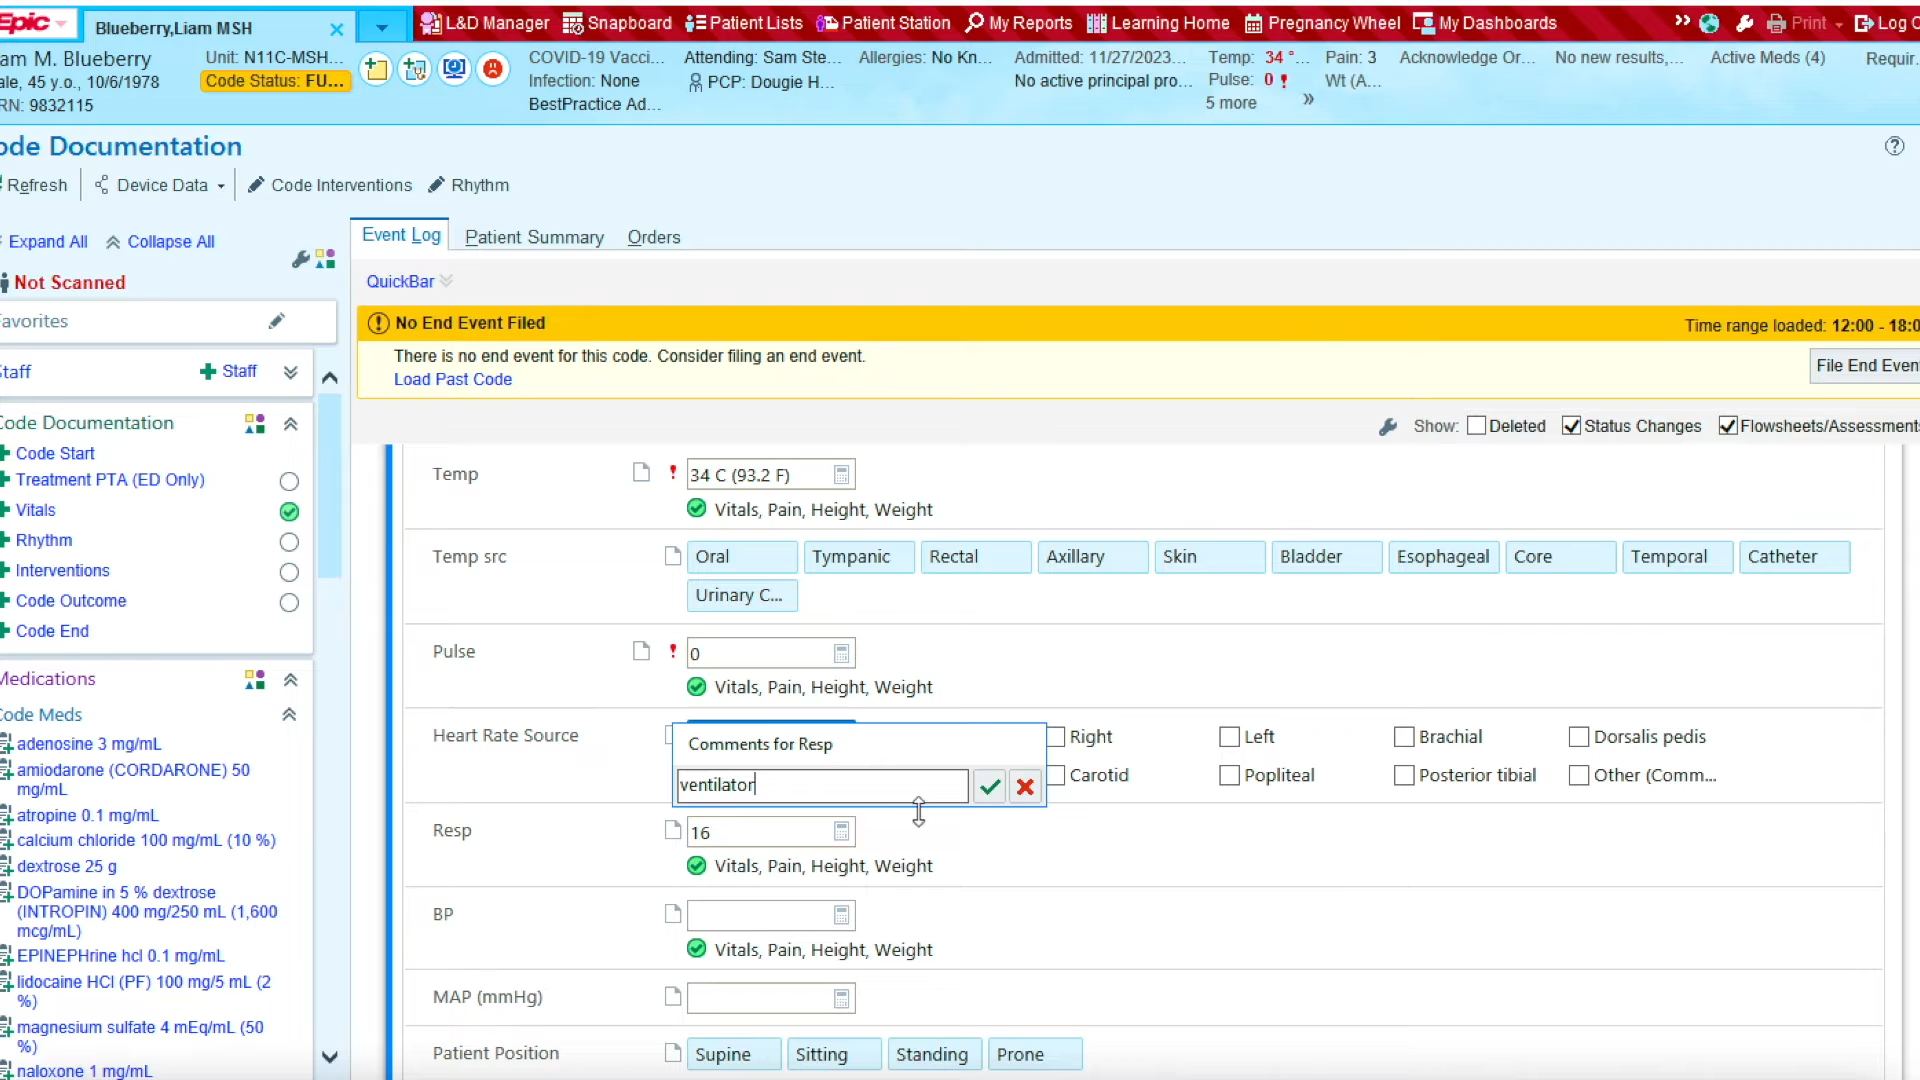 Epic
Blueberry,Liam MSH
L&D Manager Snapboard Patient Lists Patient Station My Reports Learning Home Pregnancy Wheel My Dashboards Print Log
am M. Blueberry
ale, 45 y.o., 10/6/1978
RN: 9832115
Unit: N11C-MSH...
Code Status: FU...
COVID-19 Vacci...
Infection: None
BestPractice Ad...
Attending: Sam Ste...
PCP: Dougie H...
Allergies: No Kn...
Admitted: 11/27/2023...
No active principal pro...
Temp: 34 °...
Pulse: 0 !
5 more
Pain: 3
Wt (A...
Acknowledge Or...
No new results,...
Active Meds (4)
Requir.
ode Documentation
Refresh Device Data Code Interventions Rhythm
Expand All Collapse All
Not Scanned
avorites
taff Staff
Code Documentation
Code Start
Treatment PTA (ED Only)
Vitals
Rhythm
Interventions
Code Outcome
Code End
Medications
Code Meds
adenosine 3 mg/mL
amiodarone (CORDARONE) 50
mg/mL
atropine 0.1 mg/mL
calcium chloride 100 mg/mL (10 %)
dextrose 25 g
DOPamine in 5 % dextrose
(INTROPIN) 400 mg/250 mL (1,600
mcg/mL)
EPINEPHrine hcl 0.1 mg/mL
lidocaine HCl (PF) 100 mg/5 mL (2
%)
magnesium sulfate 4 mEq/mL (50
%)
naloxone 1 mg/mL
Event Log Patient Summary Orders
QuickBar
No End Event Filed
Time range loaded: 12:00 - 18:0
There is no end event for this code. Consider filing an end event.
Load Past Code
File End Even
Show: Deleted Status Changes Flowsheets/Assessments
Temp ! 34 C (93.2 F)
Vitals, Pain, Height, Weight
Temp src Oral Tympanic Rectal Axillary Skin Bladder Esophageal Core Temporal Catheter
Urinary C...
Pulse ! 0
Vitals, Pain, Height, Weight
Heart Rate Source Right Left Brachial Dorsalis pedis
Carotid Popliteal Posterior tibial Other (Comm...
Comments for Resp
ventilator
Resp 16
Vitals, Pain, Height, Weight
BP
Vitals, Pain, Height, Weight
MAP (mmHg)
Patient Position Supine Sitting Standing Prone